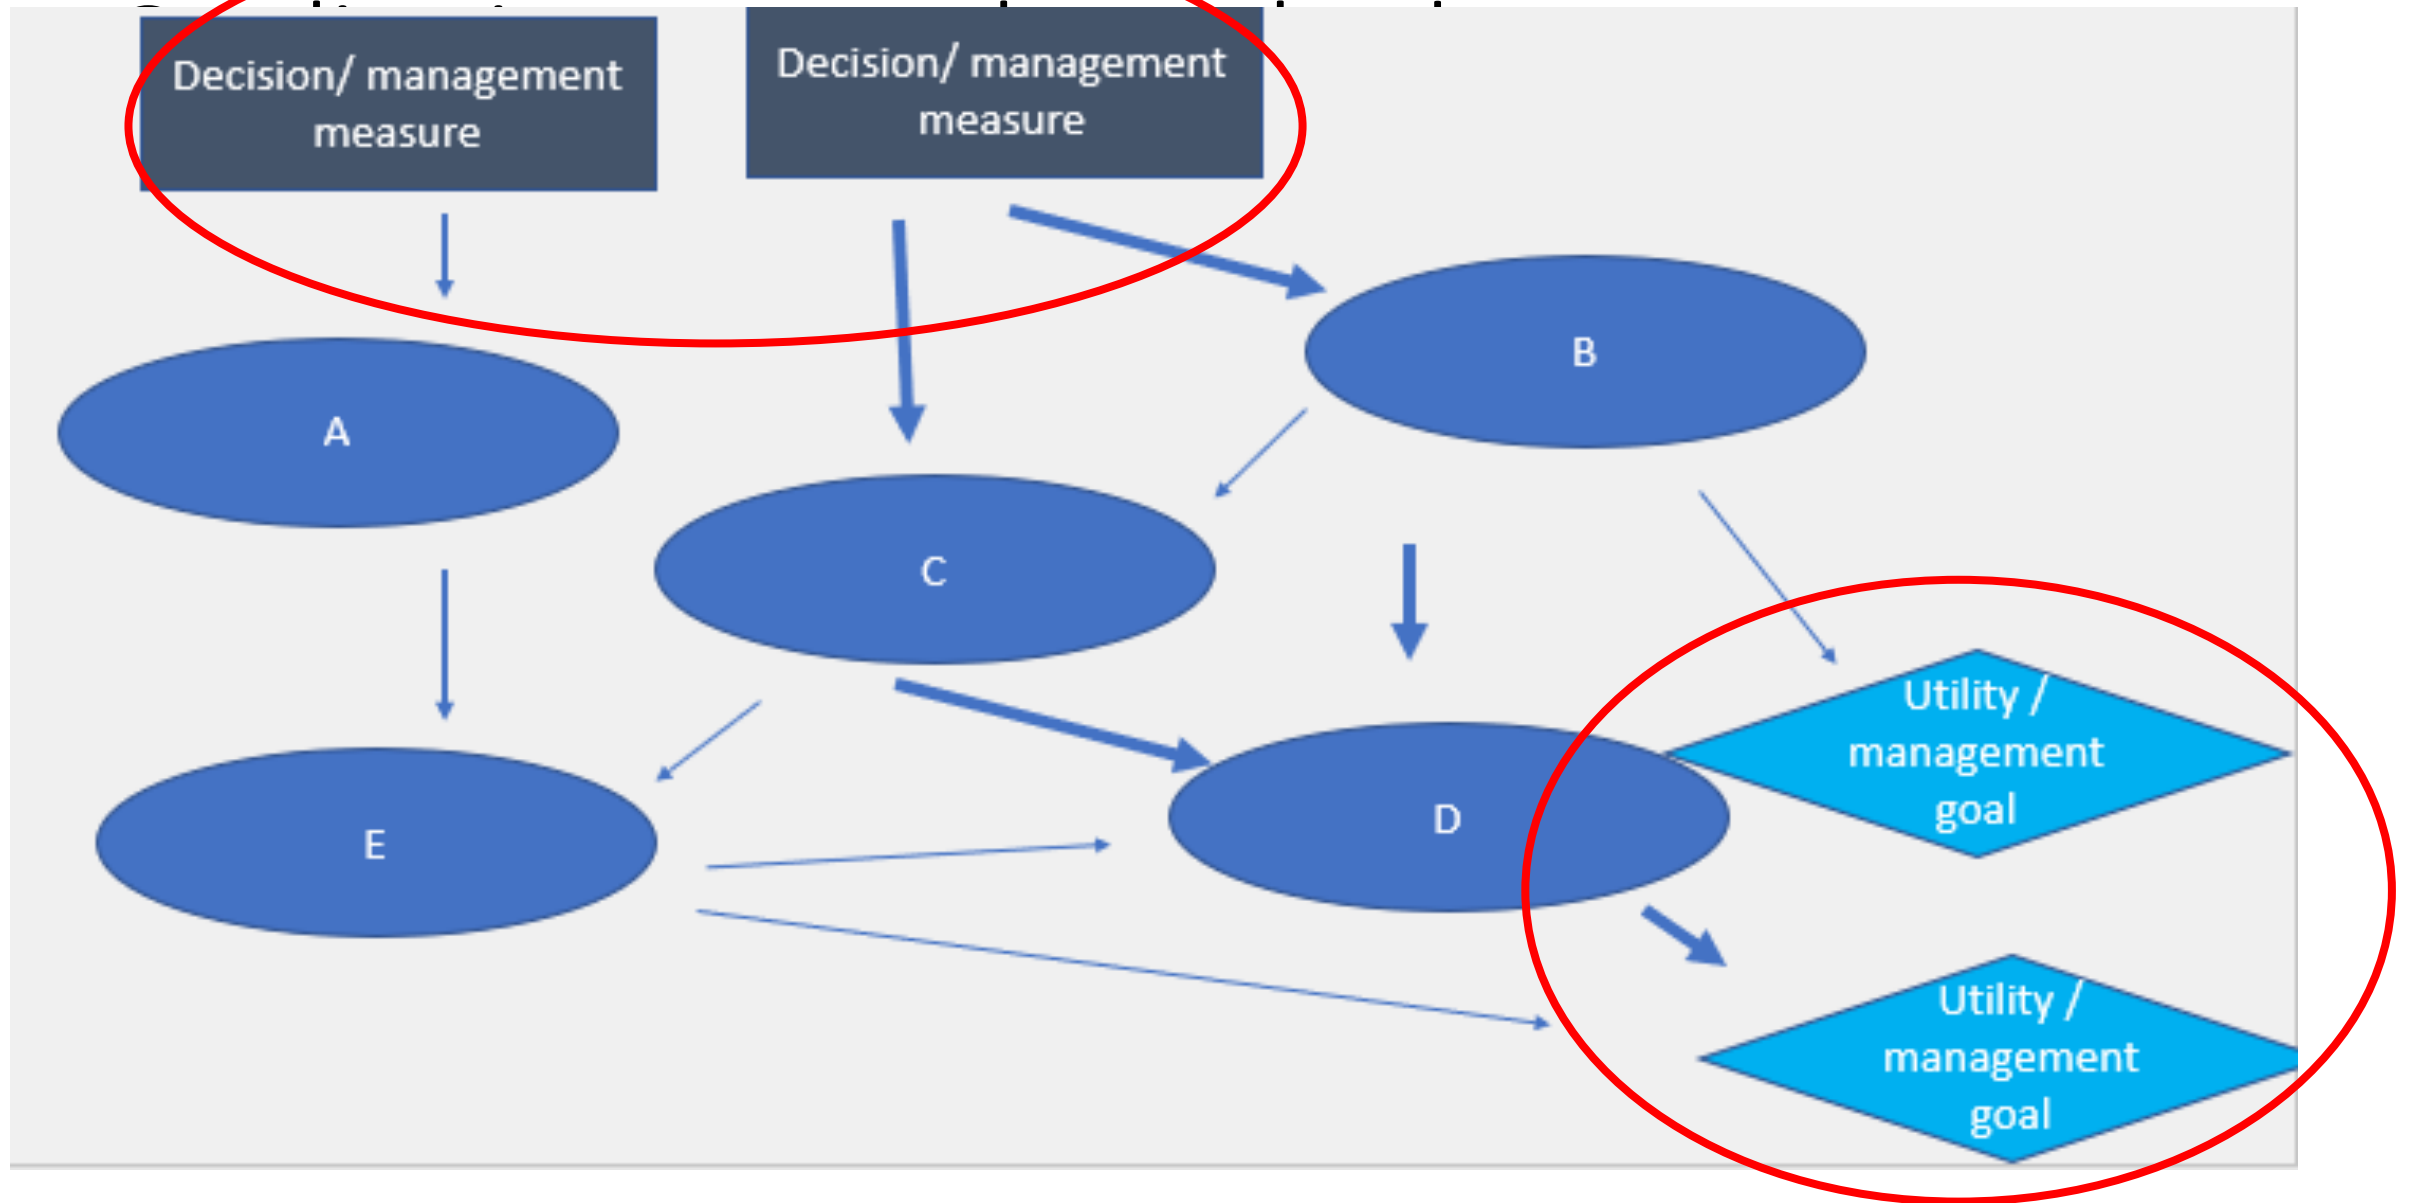 Decision/ management
measure
Decision/ management
measure
B
A
C
Utility /
management
goal
D
E
Utility /
management
goal